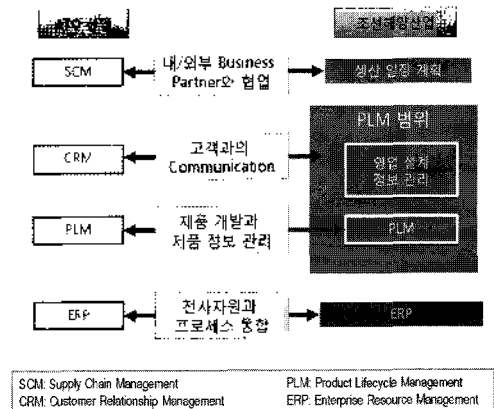 조선해양산업
SCM
내/외부 Business
Partner와 협업
생산 일정 계획
PLM 범위
CRM
고객과의
Communication
영업 설계
정보 관리
PLM
제품 개발과
제품 정보 관리
PLM
ERP
전사자원과
프로세스 통합
ERP
SCM: Supply Chain Management
PLM: Product Lifecycle Management
CRM: Customer Relationship Management
ERP: Enterprise Resource Management